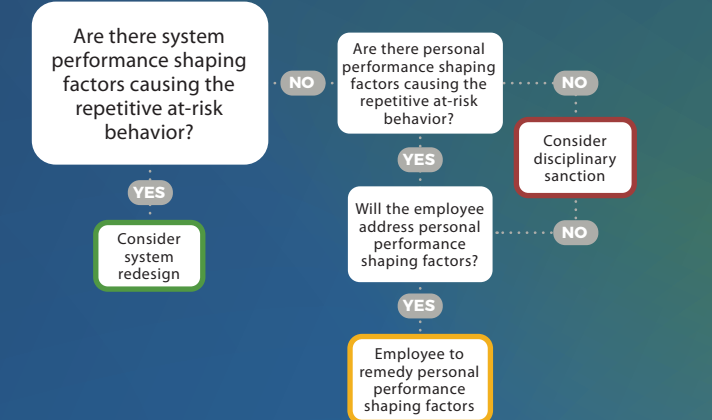 Are there system
performance shaping
factors causing the
repetitive at-risk
behavior?
NO
Are there personal
performance shaping
factors causing the
repetitive at-risk
behavior?
NO
YES
Consider
system
redesign
YES
Consider
disciplinary
sanction
Will the employee
address personal
performance
shaping factors?
NO
YES
Employee to
remedy personal
performance
shaping factors